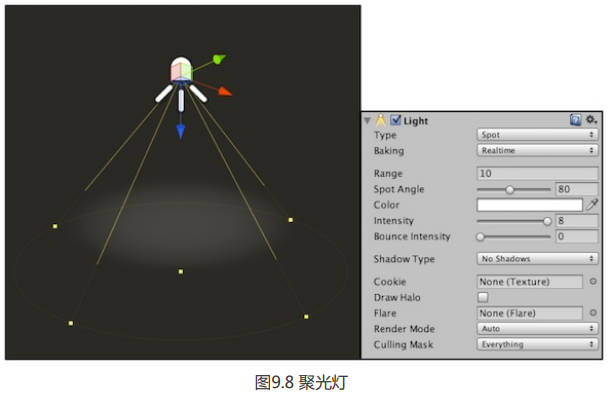 Light
Type Spot
Baking Realtime
Range 10
Spot Angle 80
Color
Intensity 8
Bounce Intensity 0
Shadow Type No Shadows
Cookie None (Texture)
Draw Halo
Flare None (Flare)
Render Mode Auto
Culling Mask Everything
图9.8 聚光灯